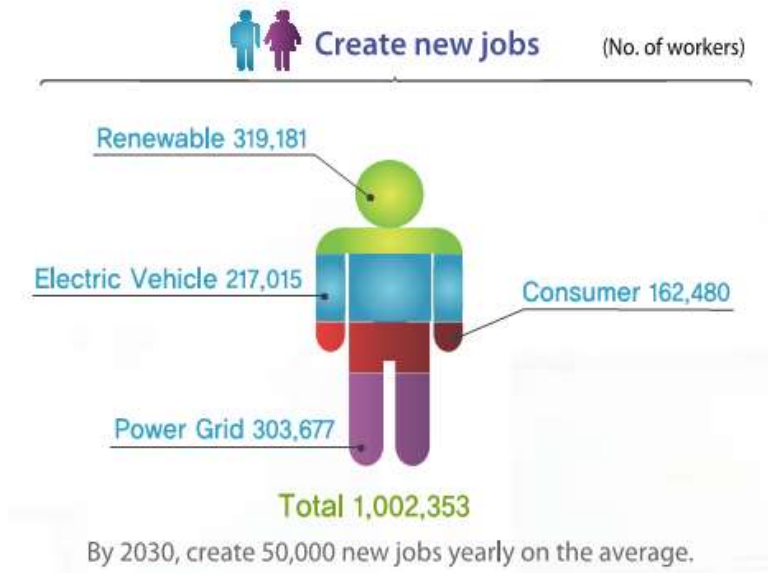 Create new jobs (No. of workers)
Renewable 319,181
Electric Vehicle 217,015
Consumer 162,480
Power Grid 303,677
Total 1,002,353
By 2030, create 50,000 new jobs yearly on the average.